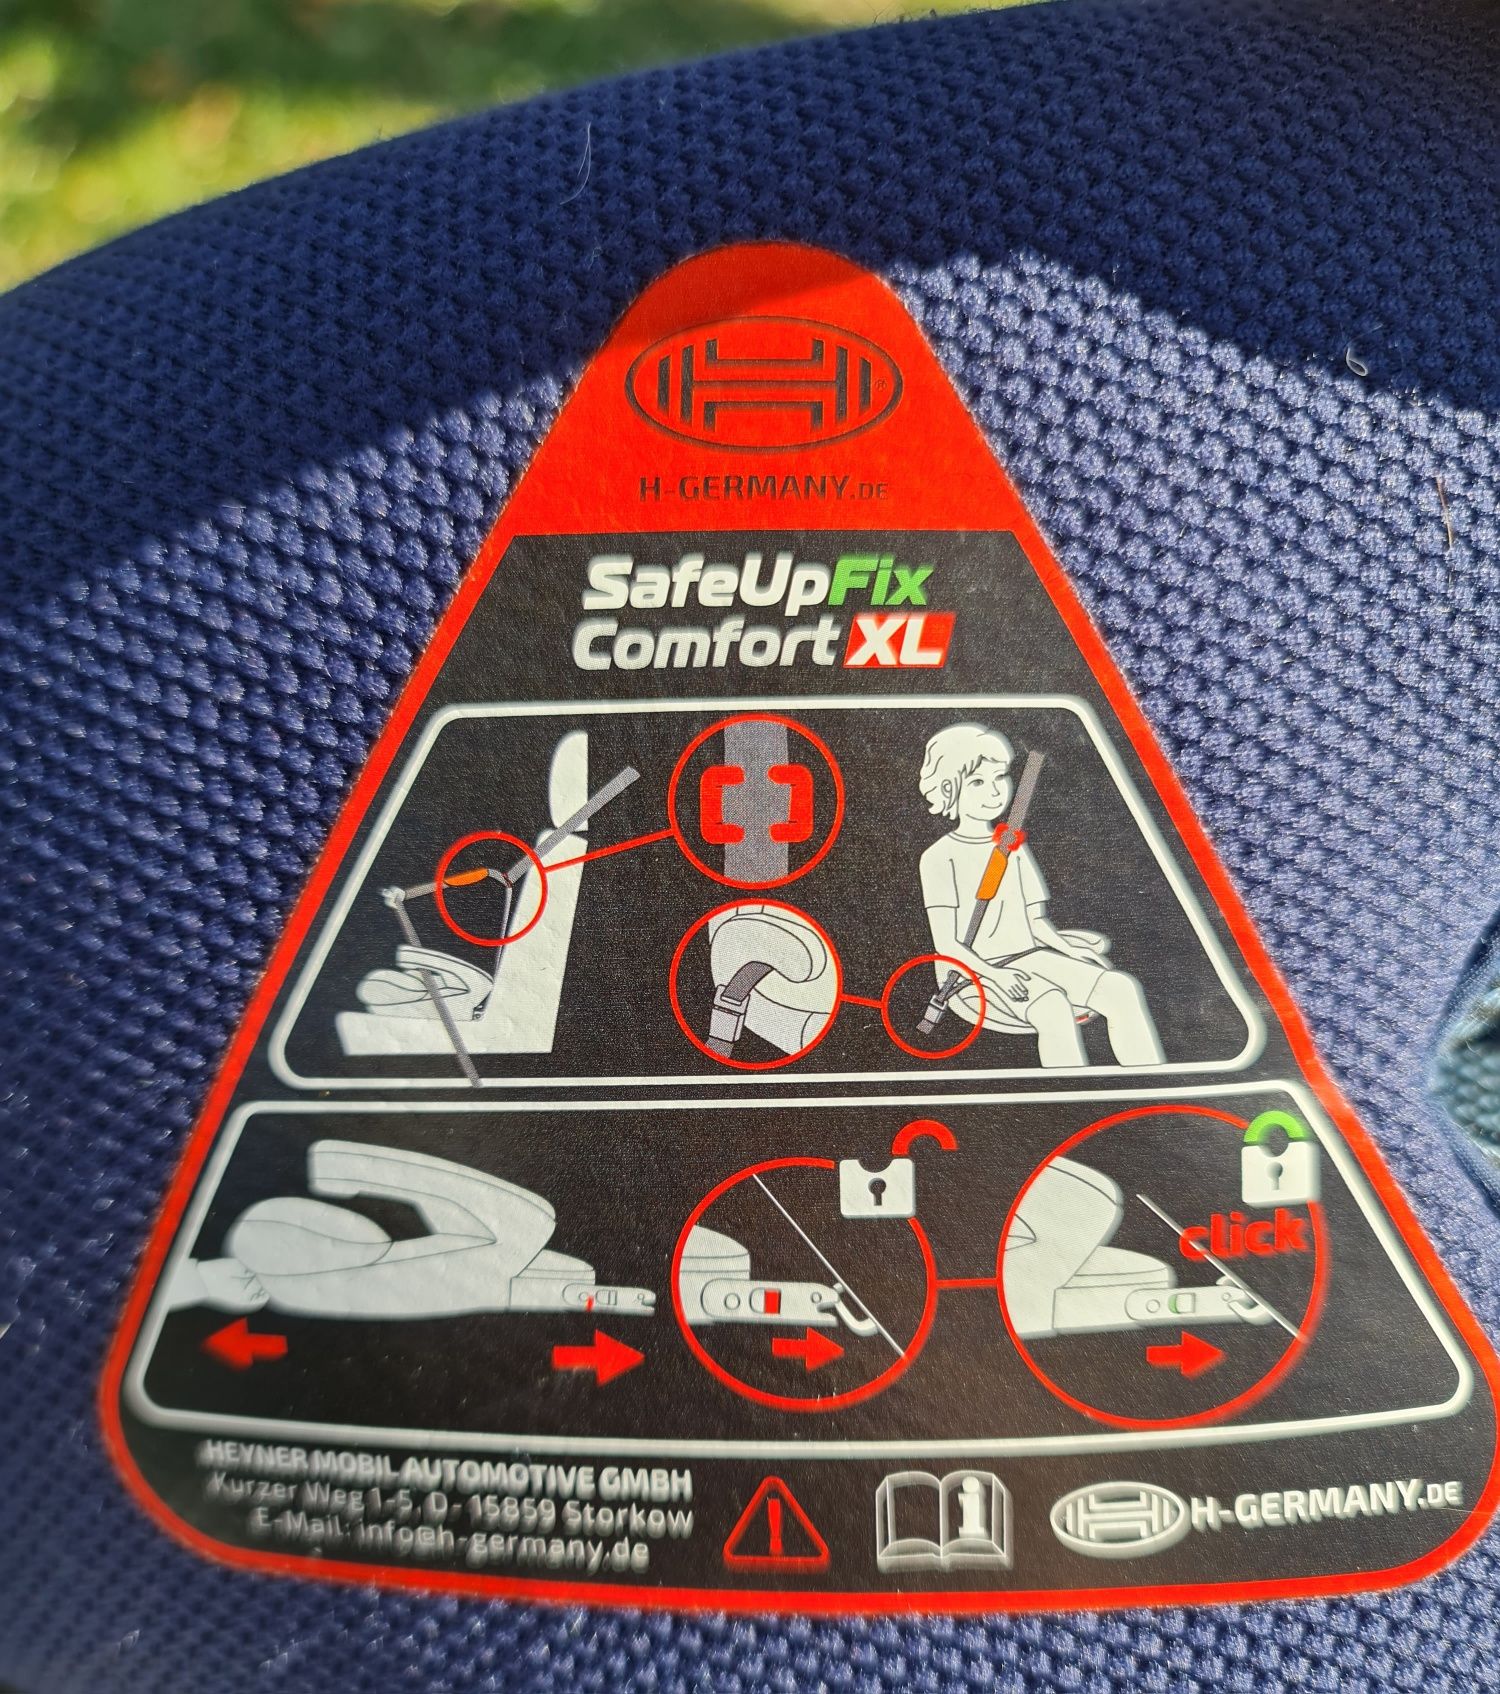 H-GERMANY.DE
SafeUpFix
Comfort XL
click
HEYNER MOBIL AUTOMOTIVE GMBH
Kurzer Weg 1-5, D-15859 Storkow
E-Mail: info@h-germany.de
H-GERMANY.DE